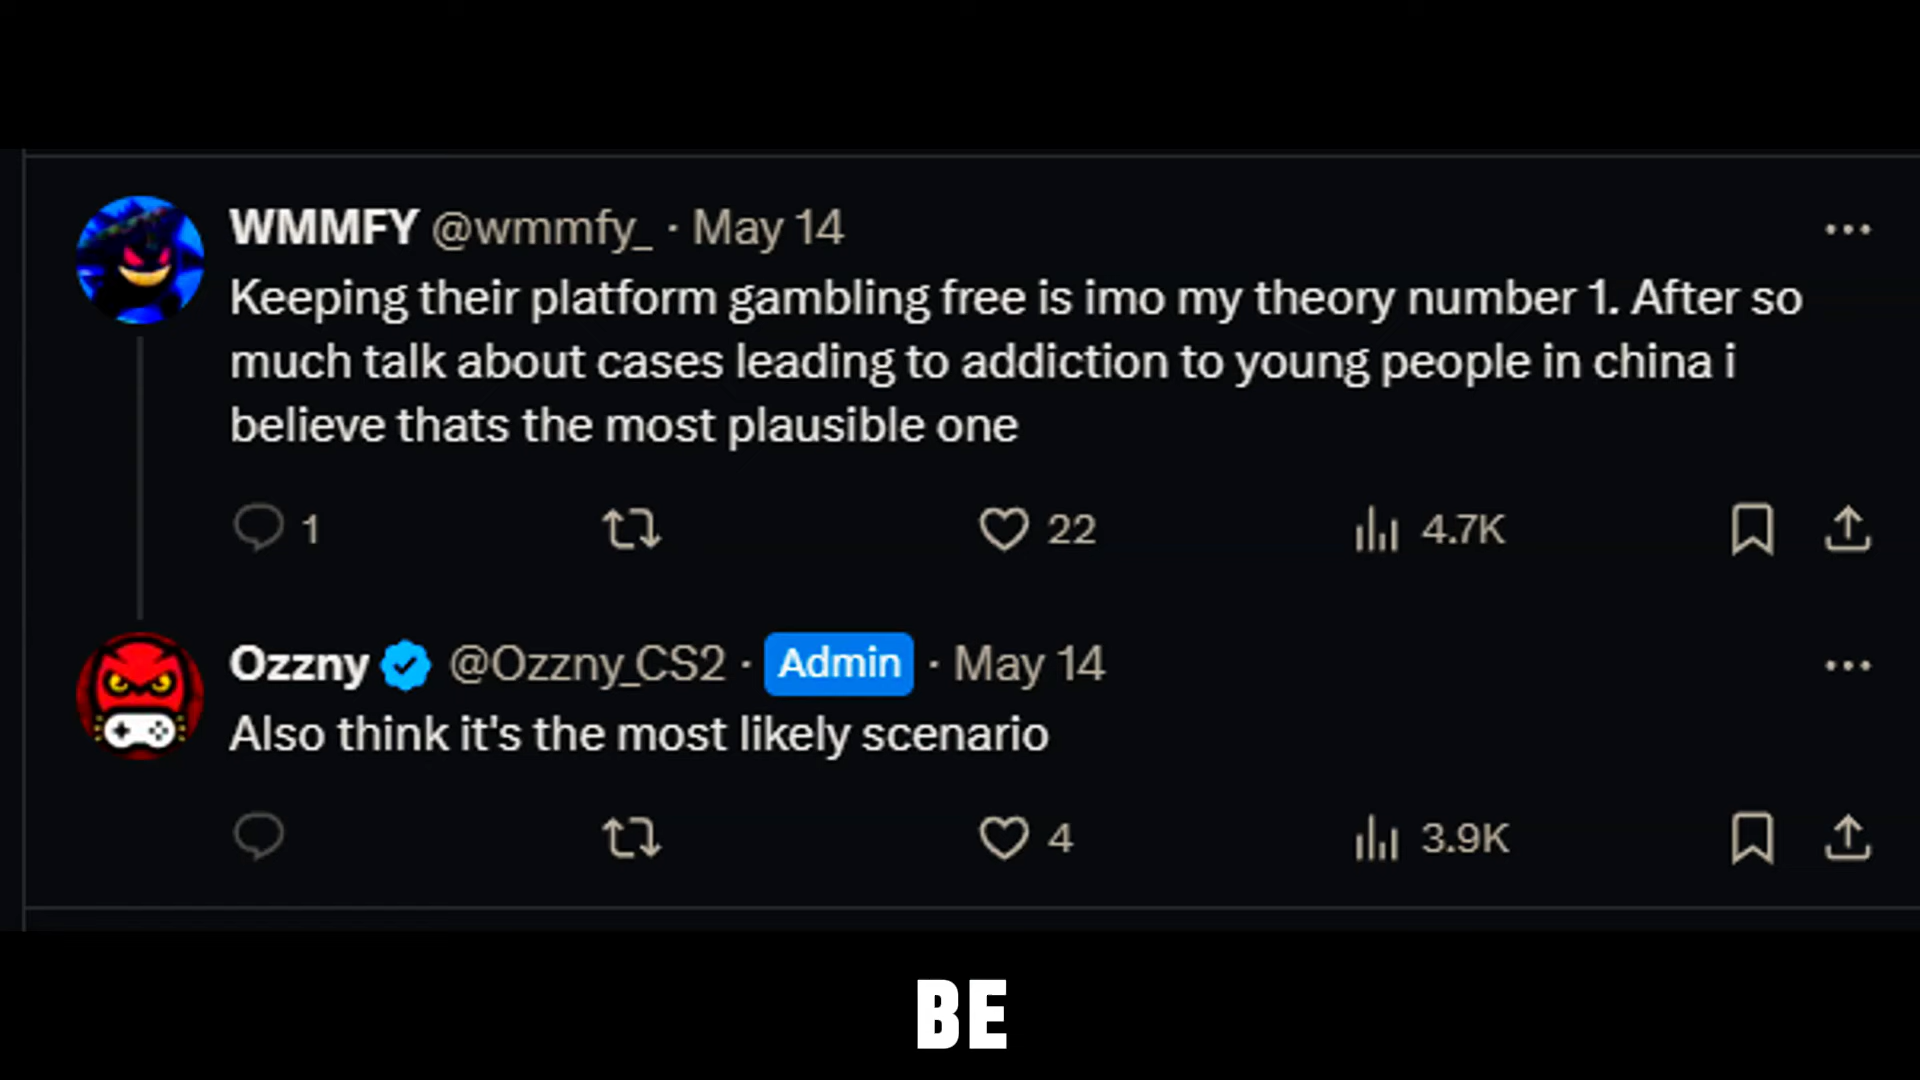 WMMFY @wmmfy_ · May 14
Keeping their platform gambling free is imo my theory number 1. After so
much talk about cases leading to addiction to young people in china i
believe thats the most plausible one
1 22 4.7K
Ozzny @Ozzny_CS2 · Admin · May 14
Also think it's the most likely scenario
4 3.9K
BE